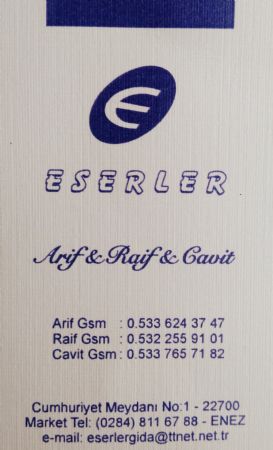 E
ESERLER
Arif & Raif & Cavit
Arif Gsm : 0.533 624 37 47
Raif Gsm : 0.532 255 91 01
Cavit Gsm : 0.533 765 71 82
Cumhuriyet Meydanı No:1 - 22700
Market Tel: (0284) 811 67 88 - ENEZ
e-mail: eserlergida@ttnet.net.tr